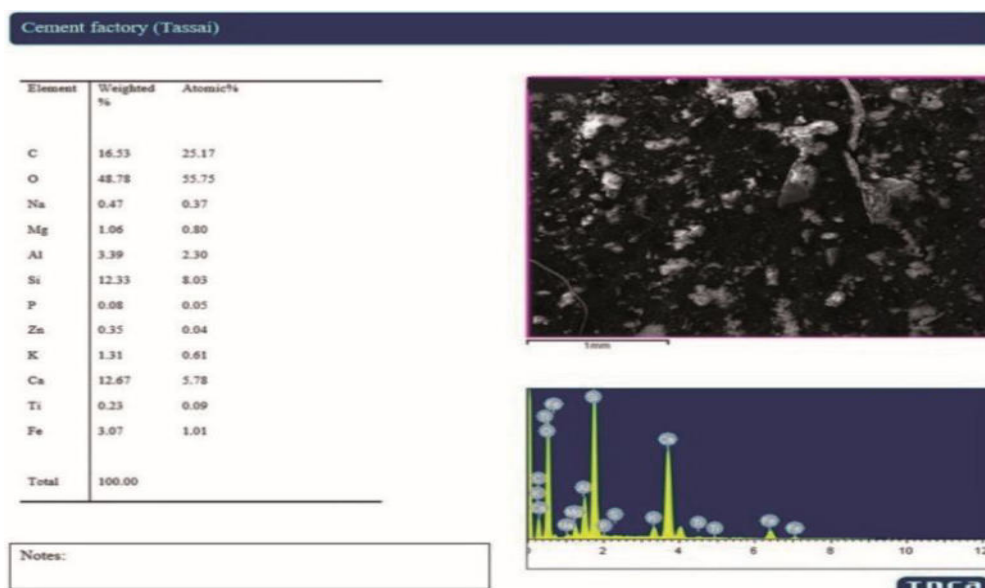 Cement factory (Tassai)
Element Weighted % Atomic%
C 16.53 25.17
O 48.78 55.75
Na 0.47 0.37
Mg 1.06 0.80
Al 3.39 2.30
Si 12.33 8.03
P 0.08 0.05
Zn 0.35 0.04
K 1.31 0.61
Ca 12.67 5.78
Ti 0.23 0.09
Fe 3.07 1.01
Total 100.00
Notes:
1mm
2 4 6 8 10 12